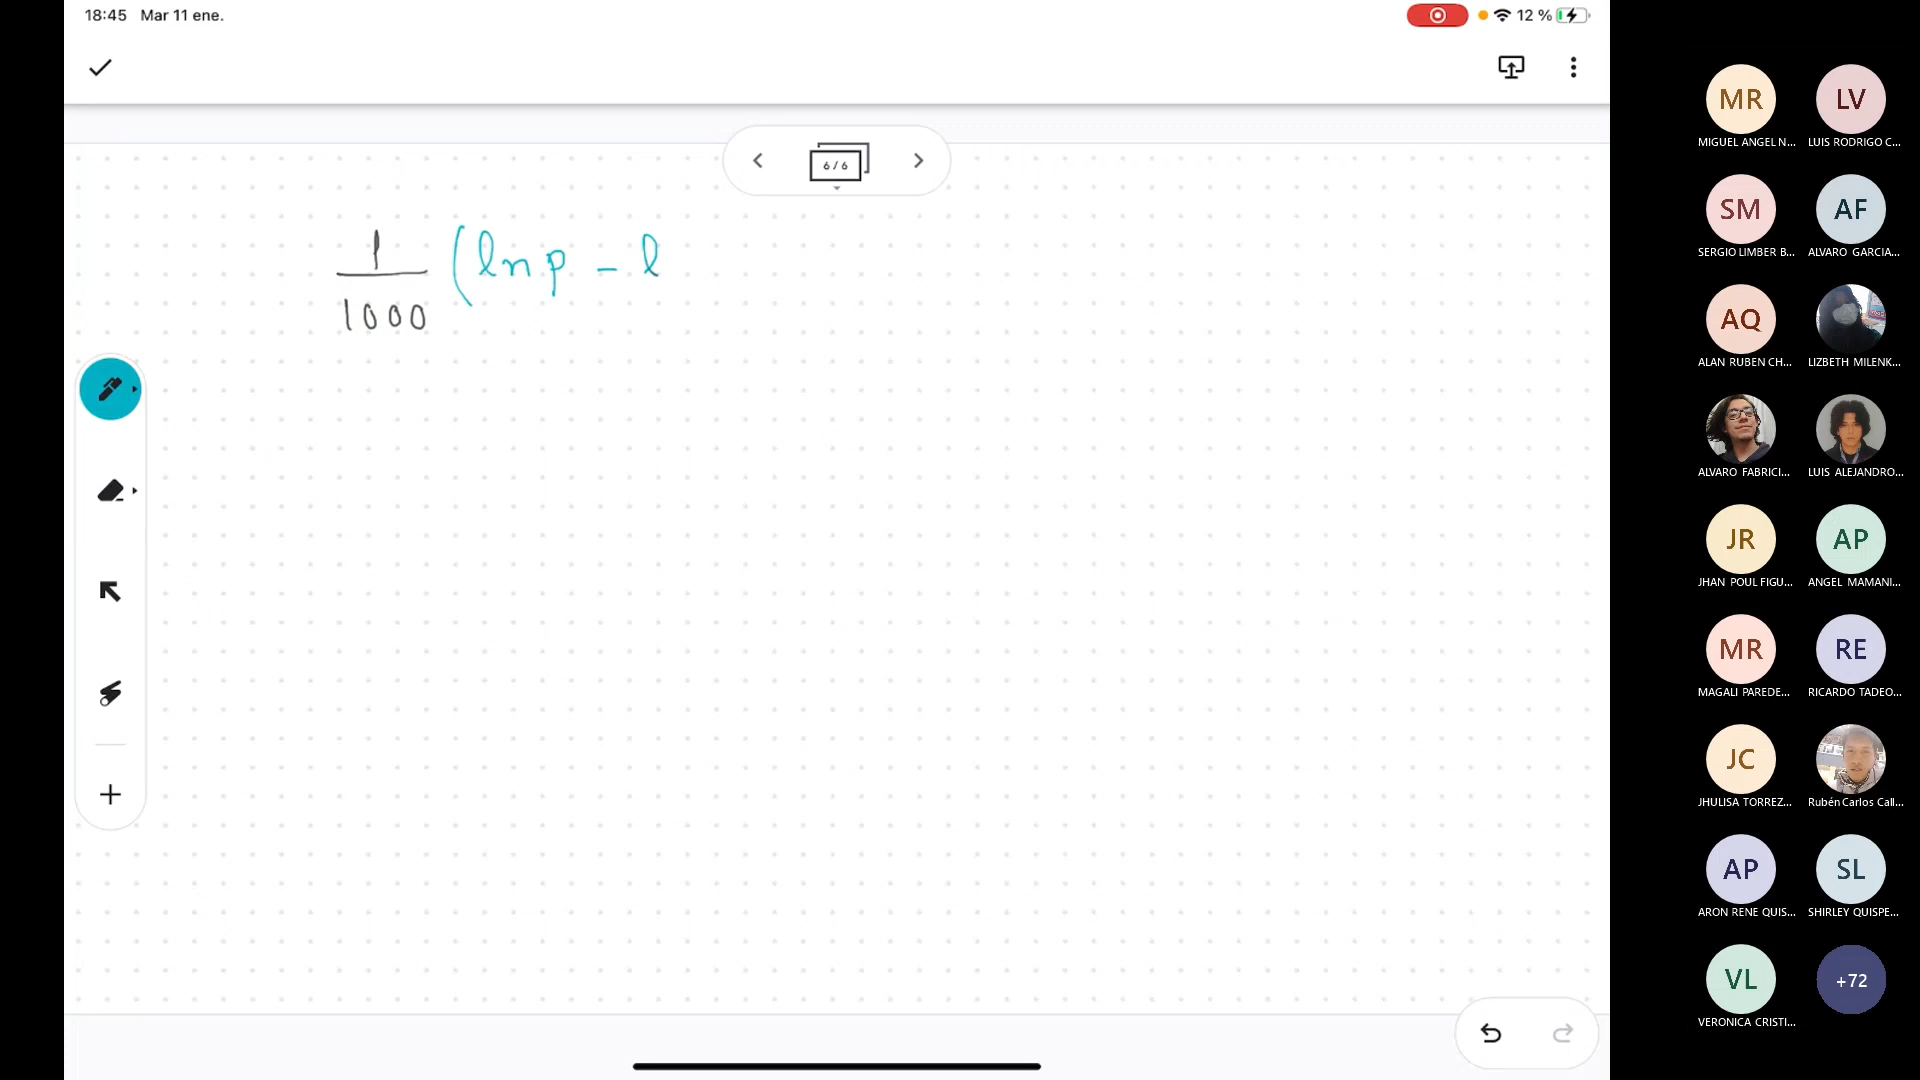 18:45 Mar 11 ene.
12 %
6 / 6
1
1000
(ln p - l
MR
LV
MIGUEL ANGEL N...
LUIS RODRIGO C...
SM
AF
SERGIO LIMBER B...
ALVARO GARCIA...
AQ
ALAN RUBEN CH...
LIZBETH MILENK...
ALVARO FABRICI...
LUIS ALEJANDRO...
JR
AP
JHAN POUL FIGU...
ANGEL MAMANI...
MR
RE
MAGALI PAREDE...
RICARDO TADEO...
JC
JHULISA TORREZ...
Rubén Carlos Call...
AP
SL
ARON RENE QUIS...
SHIRLEY QUISPE...
VL
+72
VERONICA CRISTI...